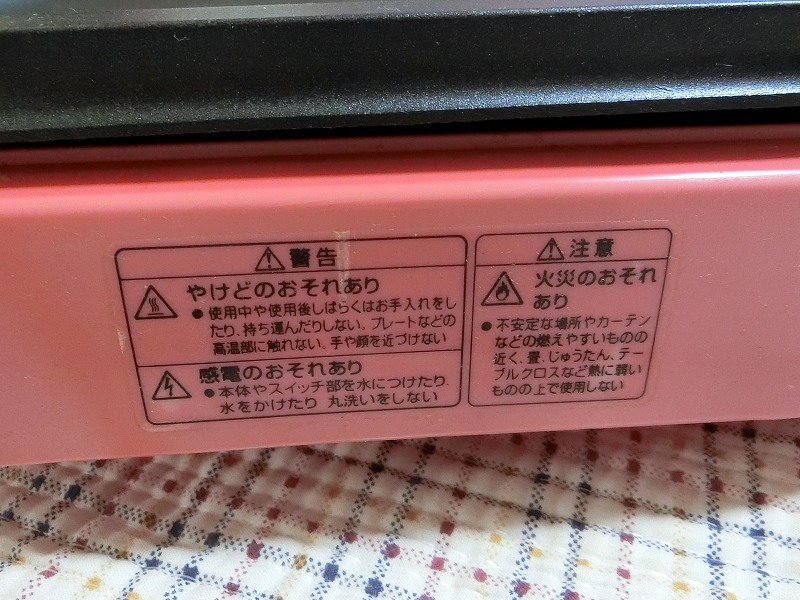 警告
やけどのおそれあり
●使用中や使用後しばらくはお手入れをし
たり、持ち運んだりしない。プレートなどの
高温部に触れない。手や顔を近づけない
感電のおそれあり
●本体やスイッチ部を水につけたり、
水をかけたり 丸洗いをしない
注意
火災のおそれ
あり
●不安定な場所やカーテン
などの燃えやすいものの
近く、畳、じゅうたん、テー
ブルクロスなど熱に弱い
ものの上で使用しない